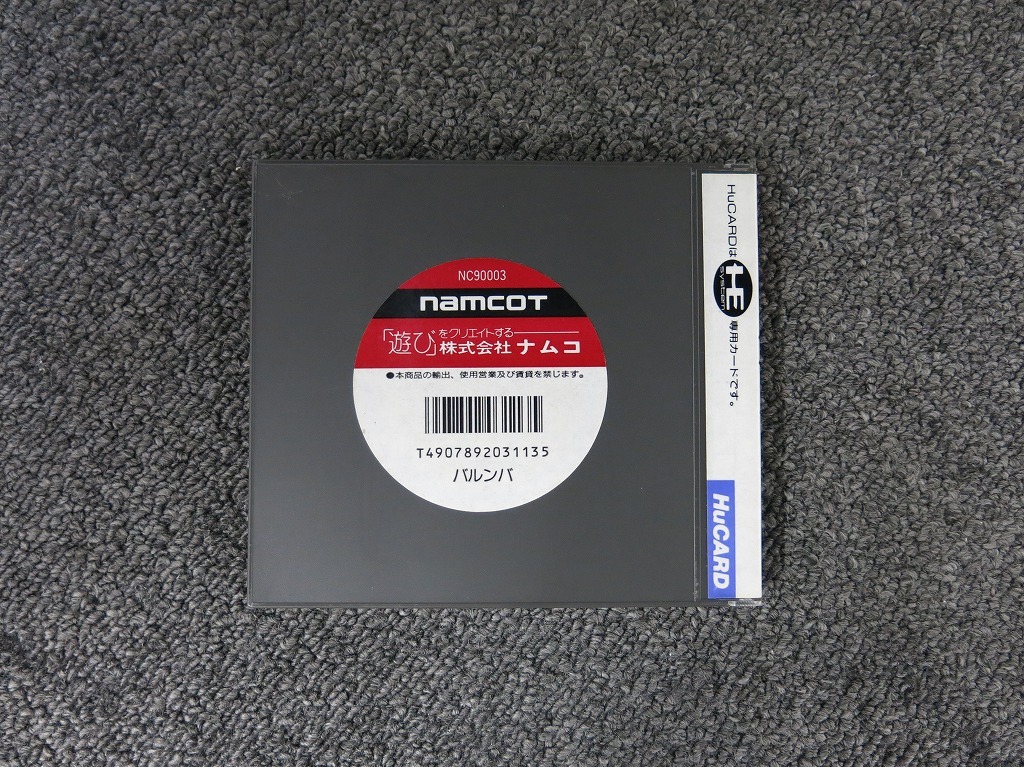 NC90003
namcot
「遊び」をクリエイトする
株式会社 ナムコ
●本商品の輸出、使用営業及び賃貸を禁じます。
T4907892031135
バルンバ
HuCARDは HE system 専用カードです。
HuCARD